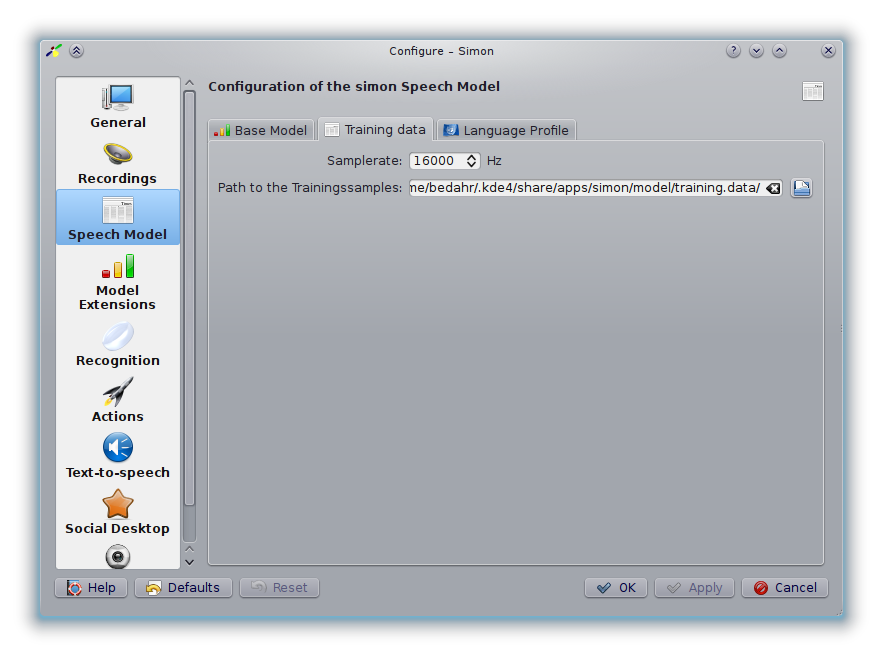 Configure – Simon
Configuration of the simon Speech Model
General
Recordings
Speech Model
Model
Extensions
Recognition
Actions
Text-to-speech
Social Desktop
Base Model
Training data
Language Profile
Samplerate: 16000 Hz
Path to the Trainingssamples: ne/bedahr/.kde4/share/apps/simon/model/training.data/
Help
Defaults
Reset
OK
Apply
Cancel